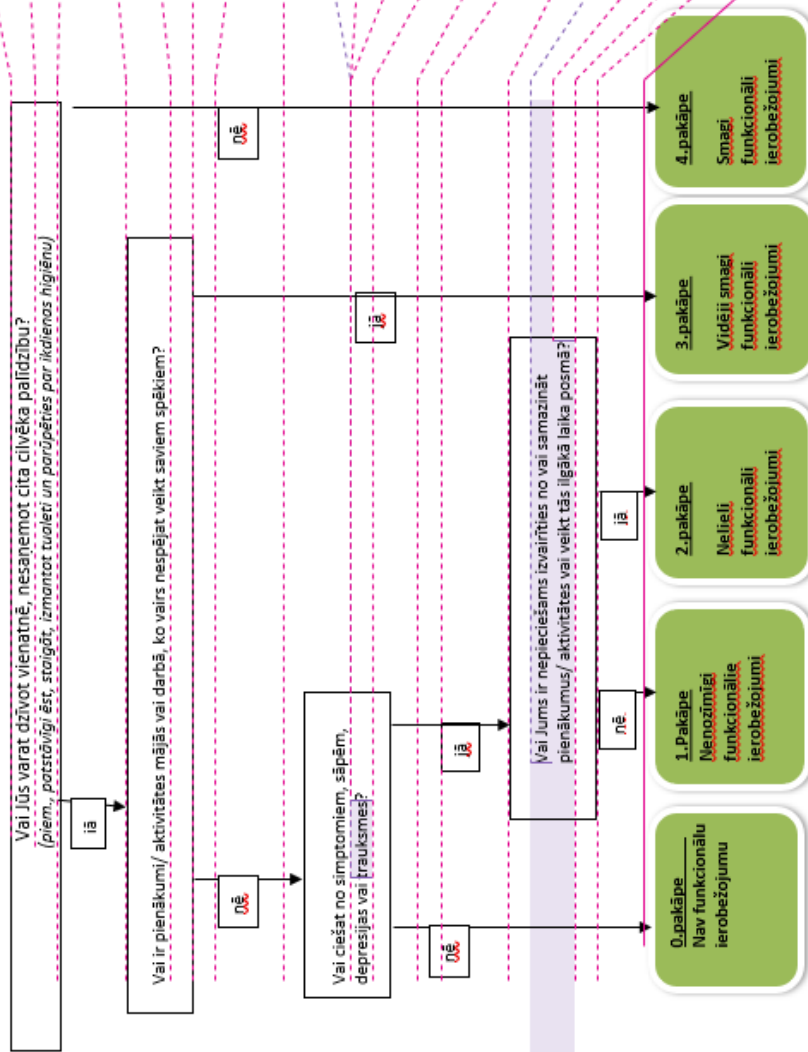 Vai Jūs varat dzīvot vienatnē, nesaņemot cita cilvēka palīdzību?
(piem., patstāvīgi ēst, staigāt, izmantot tualeti un parūpēties par ikdienas higiēnu)
jā
nē
Vai ir pienākumi/ aktivitātes mājās vai darbā, ko vairs nespējat veikt saviem spēkiem?
nē
jā
Vai ciešat no simptomiem, sāpēm,
depresijas vai trauksmes?
nē
jā
Vai Jums ir nepieciešams izvairīties no vai samazināt
pienākumus/ aktivitātes vai veikt tās ilgākā laika posmā?
nē
jā
0.pakāpe
Nav funkcionālu
ierobežojumu
1.Pakāpe
Nenozīmīgi
funkcionālie
ierobežojumi
2.pakāpe
Nelieli
funkcionāli
ierobežojumi
3.pakāpe
Vidēji smagi
funkcionāli
ierobežojumi
4.pakāpe
Smagi
funkcionāli
ierobežojumi